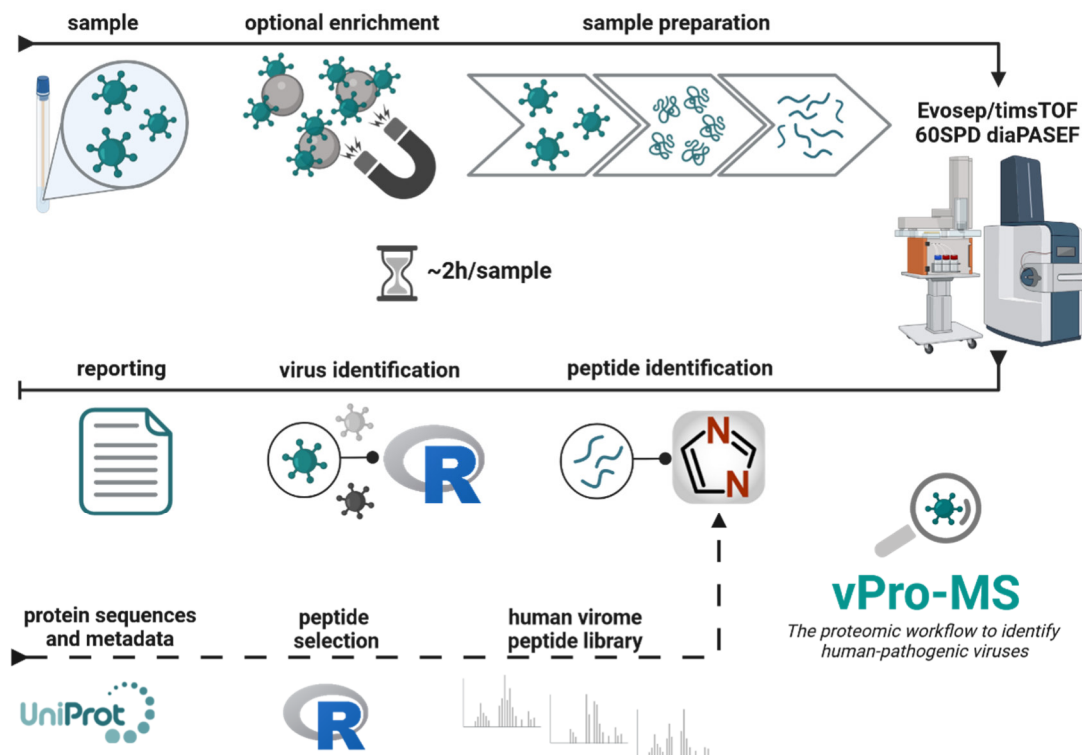 sample
optional enrichment
sample preparation
Evosep/timsTOF
60SPD diaPASEF
~2h/sample
reporting
virus identification
peptide identification
R
N
N
vPro-MS
The proteomic workflow to identify
human-pathogenic viruses
protein sequences
and metadata
peptide
selection
human virome
peptide library
UniProt
R